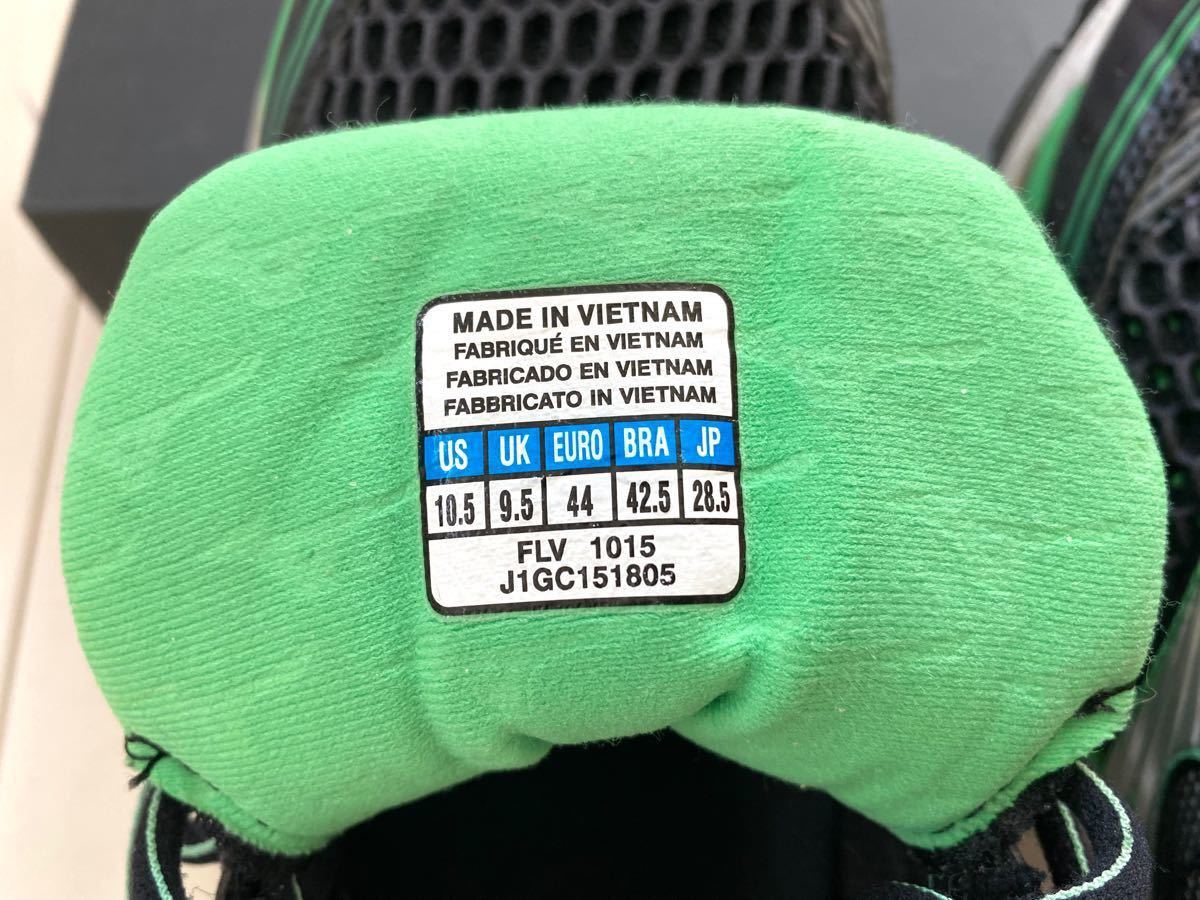 MADE IN VIETNAM
FABRIQUÉ EN VIETNAM
FABRICADO EN VIETNAM
FABBRICATO IN VIETNAM
US UK EURO BRA JP
10.5 9.5 44 42.5 28.5
FLV 1015
J1GC151805